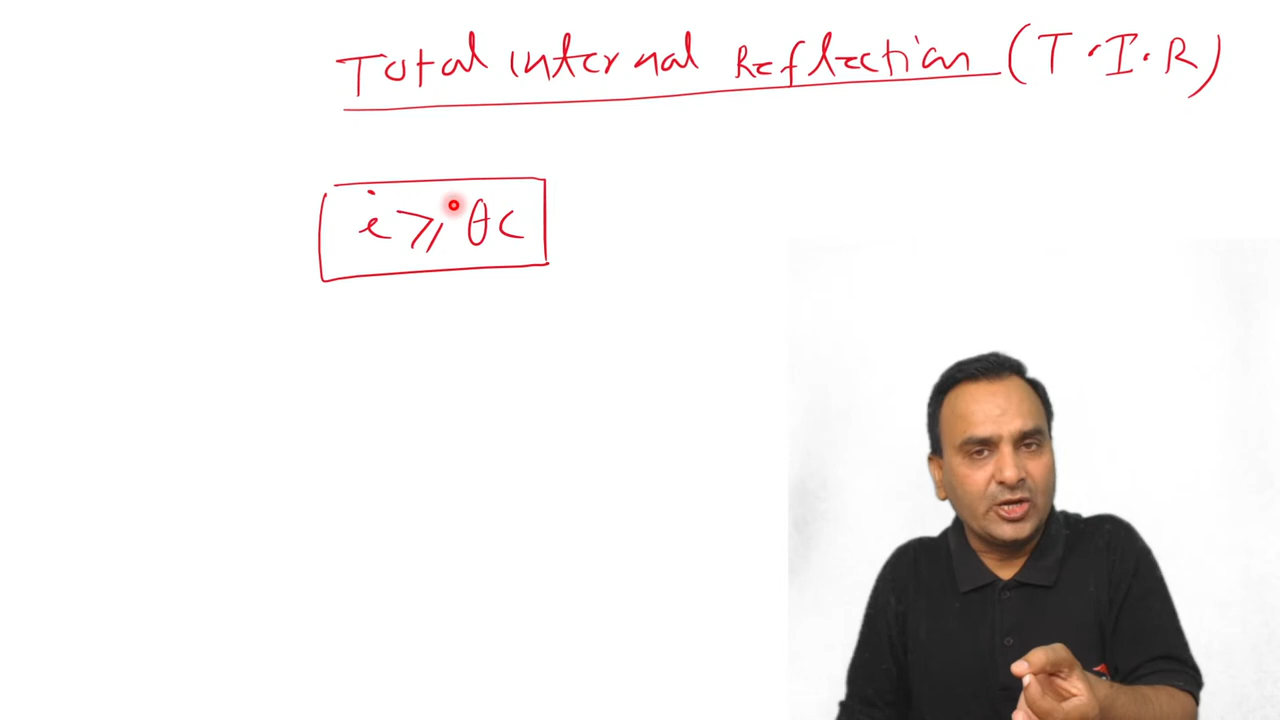 Total internal Reflection (T.I.R)
i ⩾ θc